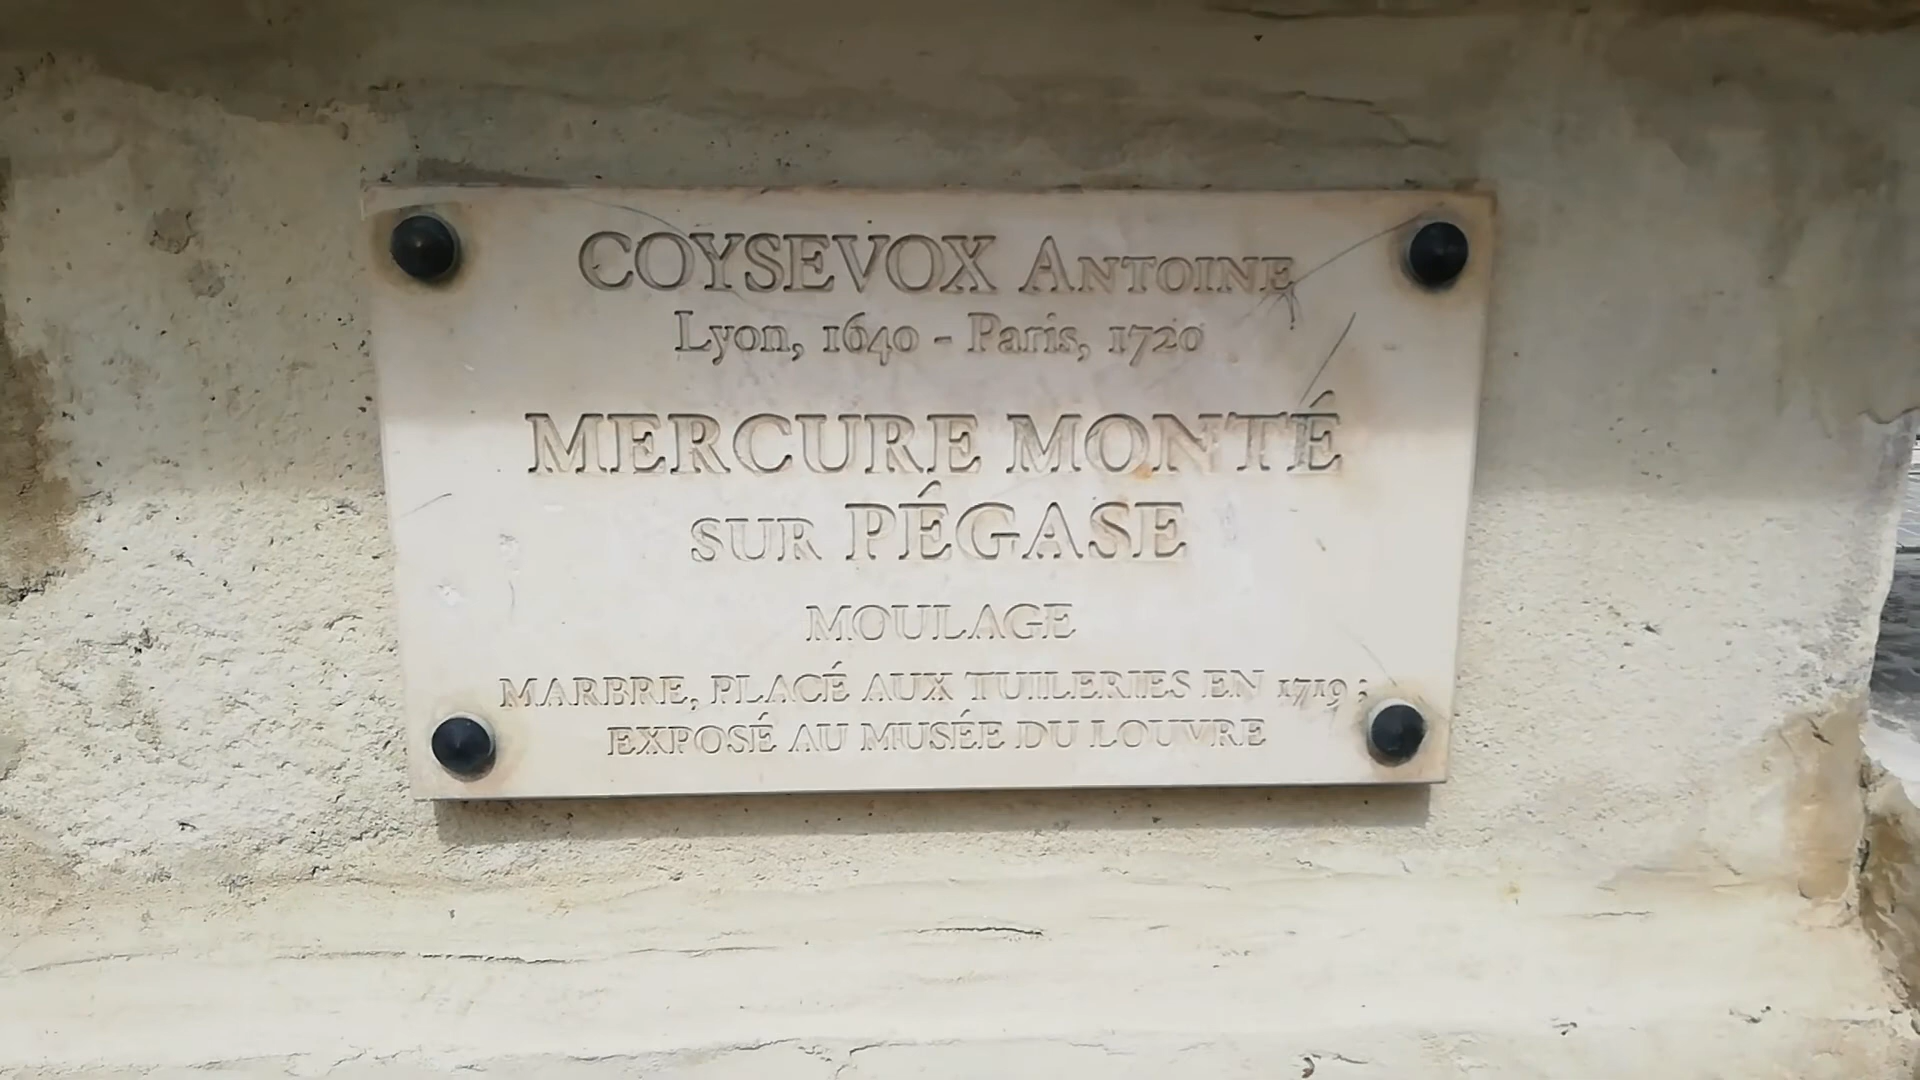 COYSEVOX ANTOINE
Lyon, 1640 - Paris, 1720
MERCURE MONTÉ
SUR PÉGASE
MOULAGE
MARBRE, PLACÉ AUX TUILERIES EN 1719 ;
EXPOSÉ AU MUSÉE DU LOUVRE